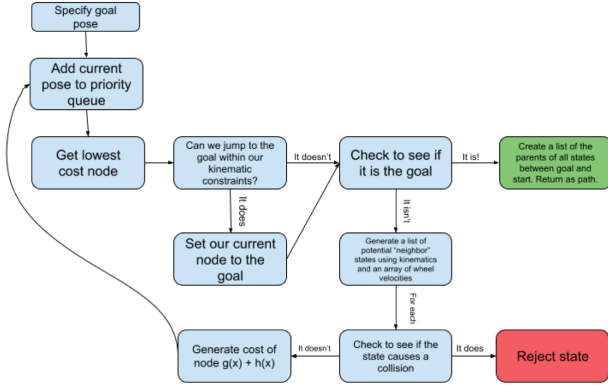 Specify goal
pose
Add current
pose to priority
queue
Get lowest
cost node
Can we jump to the
goal within our
kinematic
constraints?
It doesn't
Check to see if
it is the goal
It is!
Create a list of the
parents of all states
between goal and
start. Return as path.
It does
Set our current
node to the
goal
It isn't
Generate a list of
potential "neighbor"
states using kinematics
and an array of wheel
velocities
For each
Generate cost of
node g(x) + h(x)
It doesn't
Check to see if the
state causes a
collision
It does
Reject state